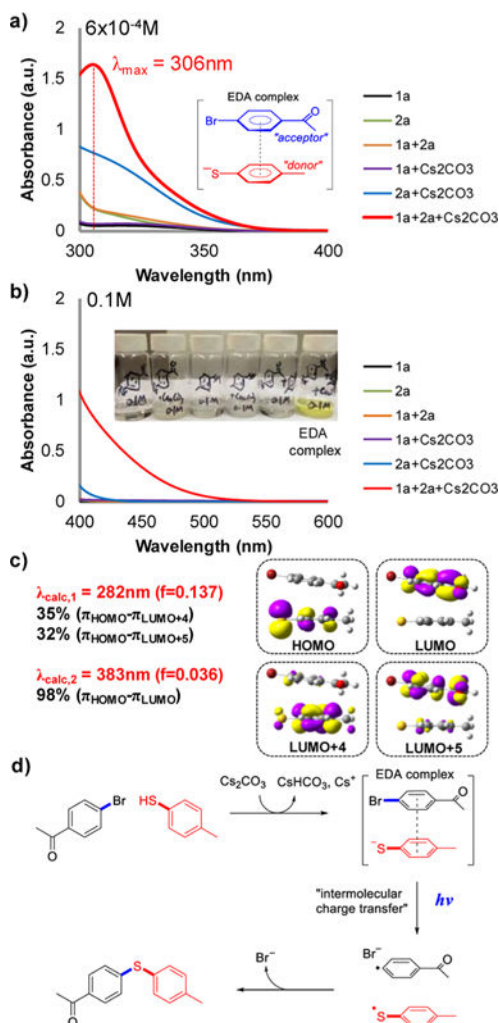 a)
6x10⁻⁴M
λmax = 306nm
EDA complex
Br
O
"acceptor"
"donor"
⁻S
Absorbance (a.u.)
2
1.5
1
0.5
0
300 350 400
Wavelength (nm)
1a
2a
1a+2a
1a+Cs2CO3
2a+Cs2CO3
1a+2a+Cs2CO3
b)
0.1M
EDA
complex
Absorbance (a.u.)
2
1.5
1
0.5
0
400 450 500 550 600
Wavelength (nm)
1a
2a
1a+2a
1a+Cs2CO3
2a+Cs2CO3
1a+2a+Cs2CO3
c)
λcalc,1 = 282nm (f=0.137)
35% (πHOMO-πLUMO+4)
32% (πHOMO-πLUMO+5)
λcalc,2 = 383nm (f=0.036)
98% (πHOMO-πLUMO)
HOMO
LUMO
LUMO+4
LUMO+5
d)
Br
O
HS
Cs₂CO₃
CsHCO₃, Cs⁺
EDA complex
Br
O
⁻S
"intermolecular
charge transfer"
hν
Br⁻
O
•S
Br⁻
S
O